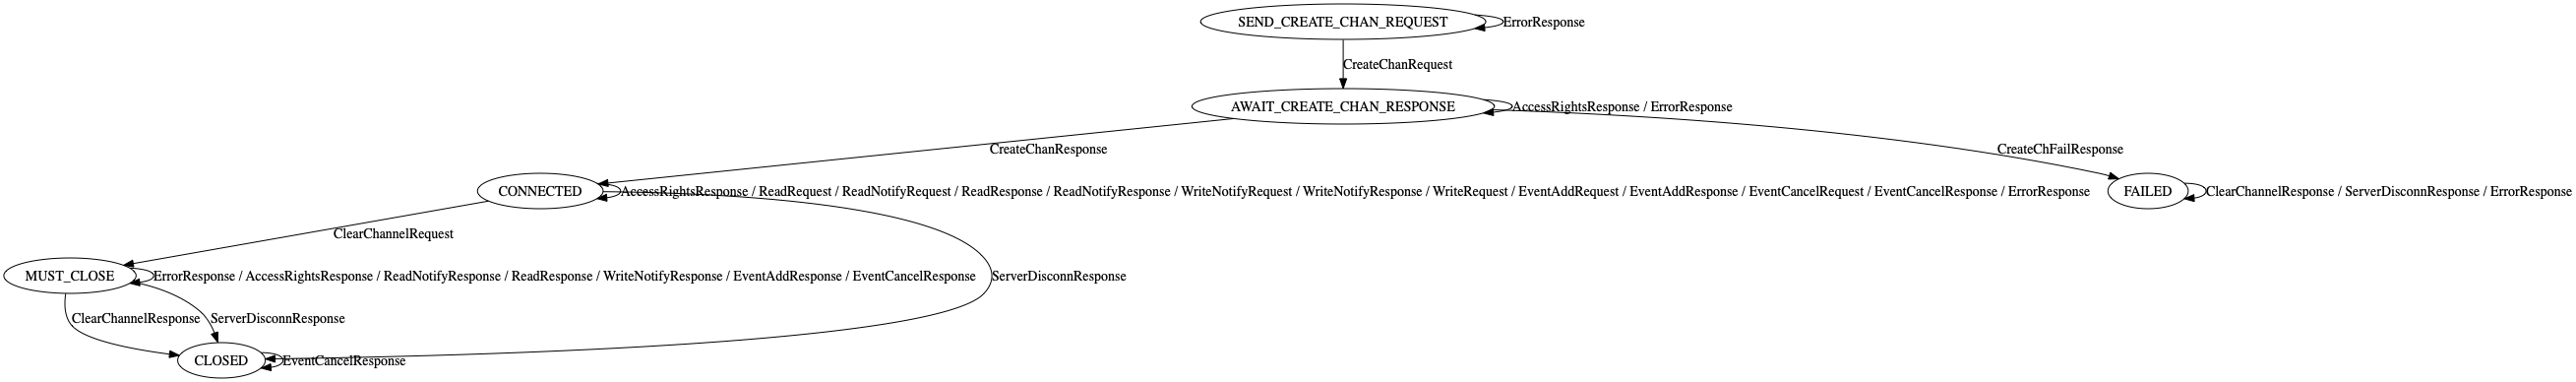 SEND_CREATE_CHAN_REQUEST
ErrorResponse
CreateChanRequest
AWAIT_CREATE_CHAN_RESPONSE
AccessRightsResponse / ErrorResponse
CreateChanResponse
CreateChFailResponse
CONNECTED
AccessRightsResponse / ReadRequest / ReadNotifyRequest / ReadResponse / ReadNotifyResponse / WriteNotifyRequest / WriteNotifyResponse / WriteRequest / EventAddRequest / EventAddResponse / EventCancelRequest / EventCancelResponse / ErrorResponse
FAILED
ClearChannelResponse / ServerDisconnResponse / ErrorResponse
ClearChannelRequest
MUST_CLOSE
ErrorResponse / AccessRightsResponse / ReadNotifyResponse / ReadResponse / WriteNotifyResponse / EventAddResponse / EventCancelResponse
ServerDisconnResponse
ClearChannelResponse
ServerDisconnResponse
CLOSED
EventCancelResponse